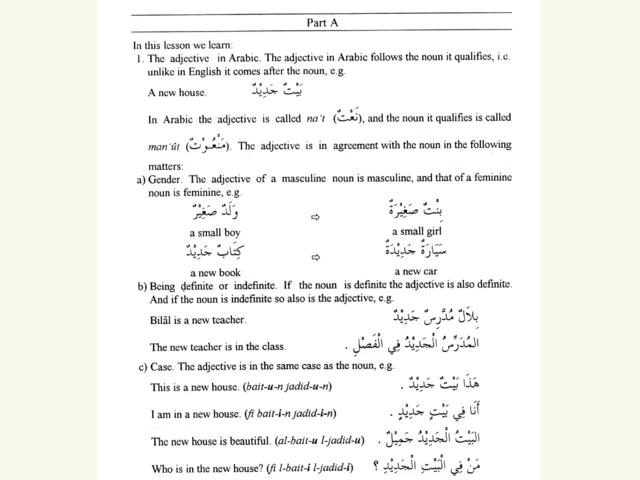 Part A
In this lesson we learn:
1. The adjective in Arabic. The adjective in Arabic follows the noun it qualifies, i.e.
unlike in English it comes after the noun, e.g.
A new house. بَيْتٌ جَدِيْدٌ
In Arabic the adjective is called na‘t (نَعْتٌ), and the noun it qualifies is called
man‘ût (مَنْعُـوْتٌ). The adjective is in agreement with the noun in the following
matters:
a) Gender. The adjective of a masculine noun is masculine, and that of a feminine
noun is feminine, e.g.
وَلَدٌ صَغِيْرٌ ⇨ بِنْتٌ صَغِيْرَةٌ
a small boy a small girl
كِتَابٌ جَدِيْدٌ ⇨ سَيَارَةٌ جَدِيْدَةٌ
a new book a new car
b) Being definite or indefinite. If the noun is definite the adjective is also definite.
And if the noun is indefinite so also is the adjective, e.g.
Bilâl is a new teacher. بِلاَلٌ مُدَّرِسٌ جَدِيْدٌ
The new teacher is in the class. المُدَرِّسُ الْجَدِيْدُ فِي الْفَصْلِ .
c) Case. The adjective is in the same case as the noun, e.g.
This is a new house. (bait-u-n jadid-u-n) هَذَا بَيْتٌ جَدِيْدٌ .
I am in a new house. (fi bait-i-n jadid-i-n) أَنَا فِي بَيْتٍ جَدِيْدٍ .
The new house is beautiful. (al-bait-u l-jadid-u) البَيْتُ الْجَدِيْدُ جَمِيْلٌ .
Who is in the new house? (fi l-bait-i l-jadid-i) مَنْ فِي الْبَيْتِ الْجَدِيْدِ ؟